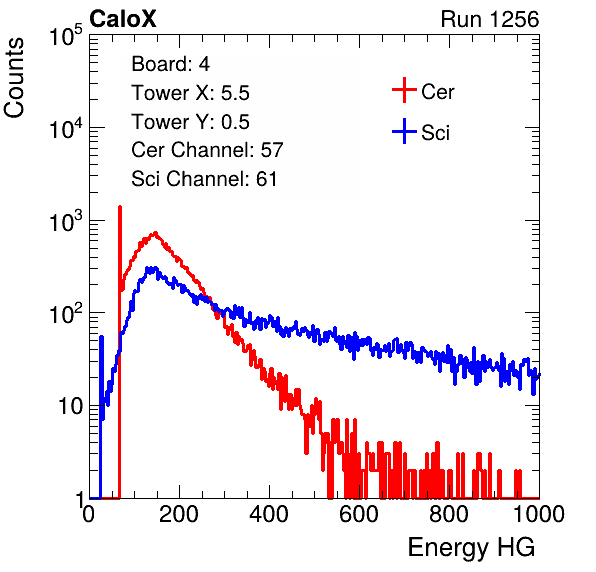 CaloX Run 1256
Counts
10^5
10^4
10^3
10^2
10
1
Board: 4
Tower X: 5.5
Tower Y: 0.5
Cer Channel: 57
Sci Channel: 61
Cer
Sci
0 200 400 600 800 1000
Energy HG